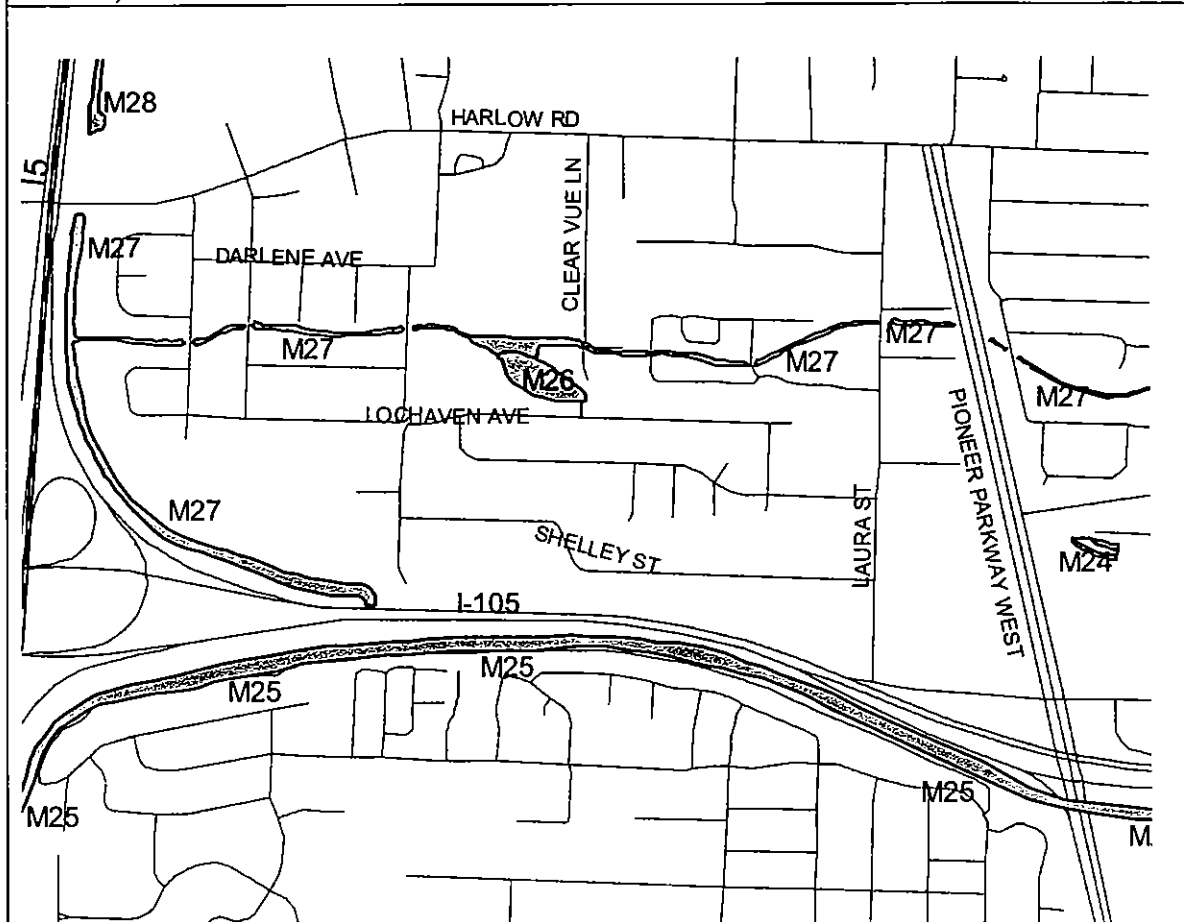 M28
HARLOW RD
I5
CLEAR VUE LN
M27
DARLENE AVE
M27
M27
M27
M26
M27
LOCHAVEN AVE
PIONEER PARKWAY WEST
M27
LAURA ST
SHELLEY ST
M24
I-105
M25
M25
M25
M25
M